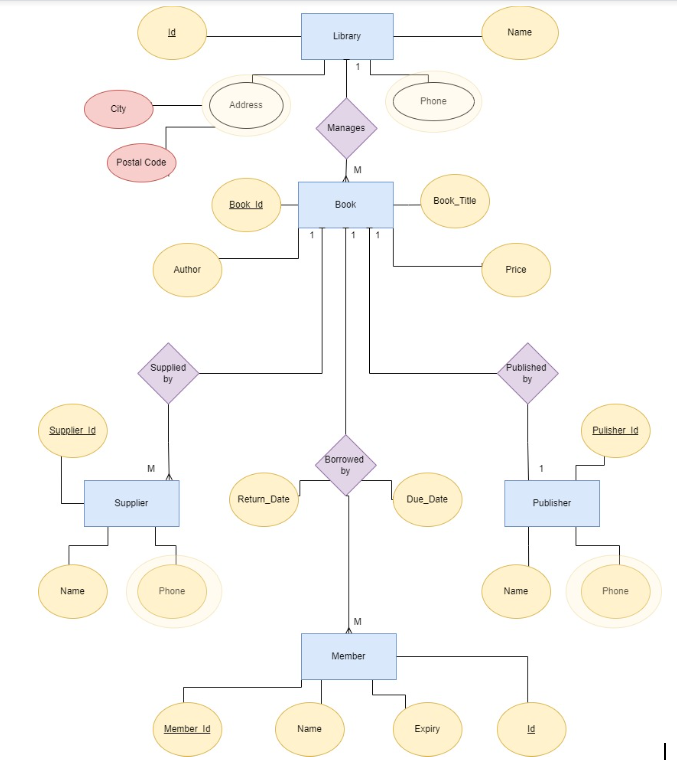 Id
Library
Name
1
City
Address
Phone
Manages
Postal Code
M
Book_Id
Book
Book_Title
1
1
1
Author
Price
Supplied
by
Published
by
Supplier_Id
Pulisher_Id
Borrowed
by
M
1
Supplier
Return_Date
Due_Date
Publisher
Name
Phone
Name
Phone
M
Member
Member_Id
Name
Expiry
Id